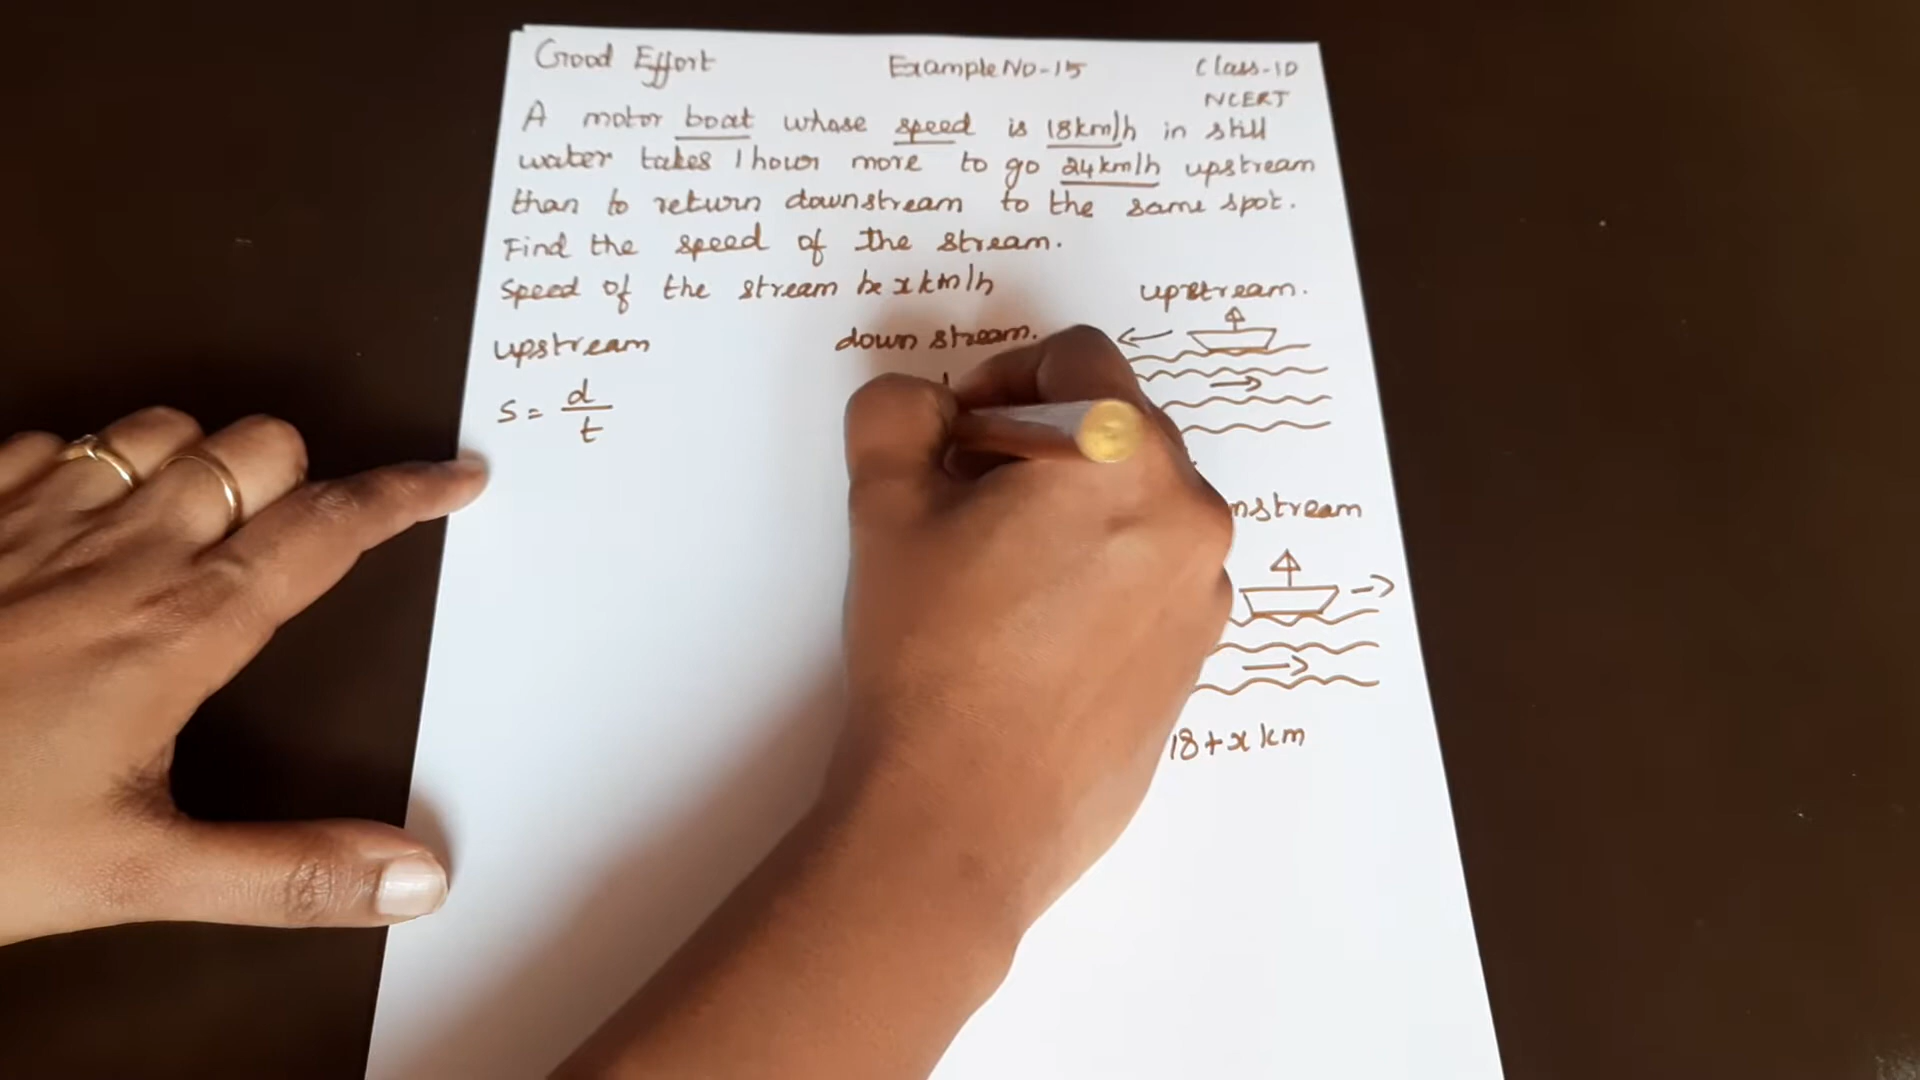 Good Effort Example No-15 Class-10
NCERT
A motor boat whose speed is 18km/h in still
water takes 1 hour more to go 24km/h upstream
than to return downstream to the same spot.
Find the speed of the stream.
Speed of the stream be x km/h
upstream.
upstream
down stream.
S = d/t
18+x km